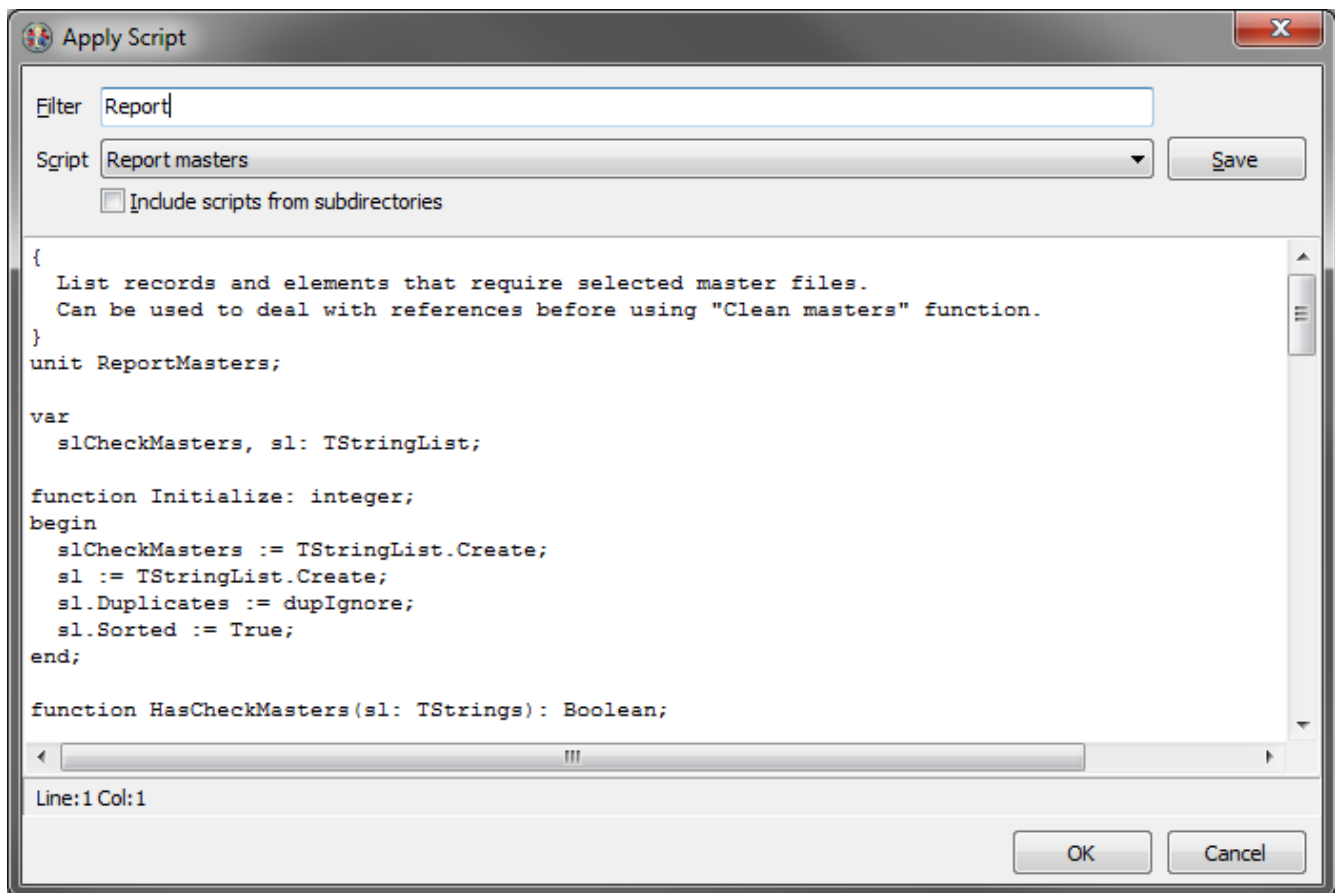 Apply Script
Filter Report
Script Report masters Save
Include scripts from subdirectories
{
  List records and elements that require selected master files.
  Can be used to deal with references before using "Clean masters" function.
}
unit ReportMasters;

var
  slCheckMasters, sl: TStringList;

function Initialize: integer;
begin
  slCheckMasters := TStringList.Create;
  sl := TStringList.Create;
  sl.Duplicates := dupIgnore;
  sl.Sorted := True;
end;

function HasCheckMasters(sl: TStrings): Boolean;
Line:1 Col:1
OK Cancel